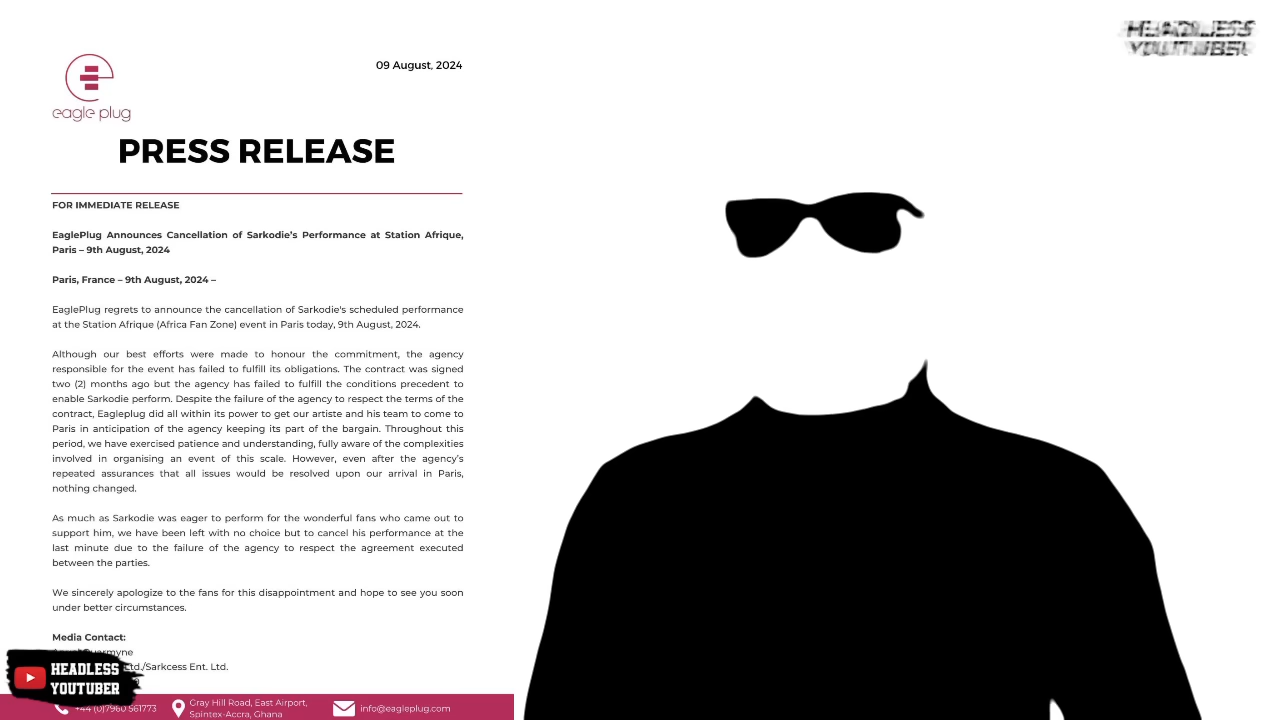 HEADLESS
YOUTUBER
09 August, 2024
eagle plug
PRESS RELEASE
FOR IMMEDIATE RELEASE
EaglePlug Announces Cancellation of Sarkodie's Performance at Station Afrique,
Paris – 9th August, 2024
Paris, France – 9th August, 2024 –
EaglePlug regrets to announce the cancellation of Sarkodie's scheduled performance
at the Station Afrique (Africa Fan Zone) event in Paris today, 9th August, 2024.
Although our best efforts were made to honour the commitment, the agency
responsible for the event has failed to fulfill its obligations. The contract was signed
two (2) months ago but the agency has failed to fulfill the conditions precedent to
enable Sarkodie perform. Despite the failure of the agency to respect the terms of the
contract, Eagleplug did all within its power to get our artiste and his team to come to
Paris in anticipation of the agency keeping its part of the bargain. Throughout this
period, we have exercised patience and understanding, fully aware of the complexities
involved in organising an event of this scale. However, even after the agency's
repeated assurances that all issues would be resolved upon our arrival in Paris,
nothing changed.
As much as Sarkodie was eager to perform for the wonderful fans who came out to
support him, we have been left with no choice but to cancel his performance at the
last minute due to the failure of the agency to respect the agreement executed
between the parties.
We sincerely apologize to the fans for this disappointment and hope to see you soon
under better circumstances.
Media Contact:
Ltd./Sarkcess Ent. Ltd.
HEADLESS
YOUTUBER
+44 (0)7960 561773
Gray Hill Road, East Airport,
Spintex-Accra, Ghana
info@eagleplug.com